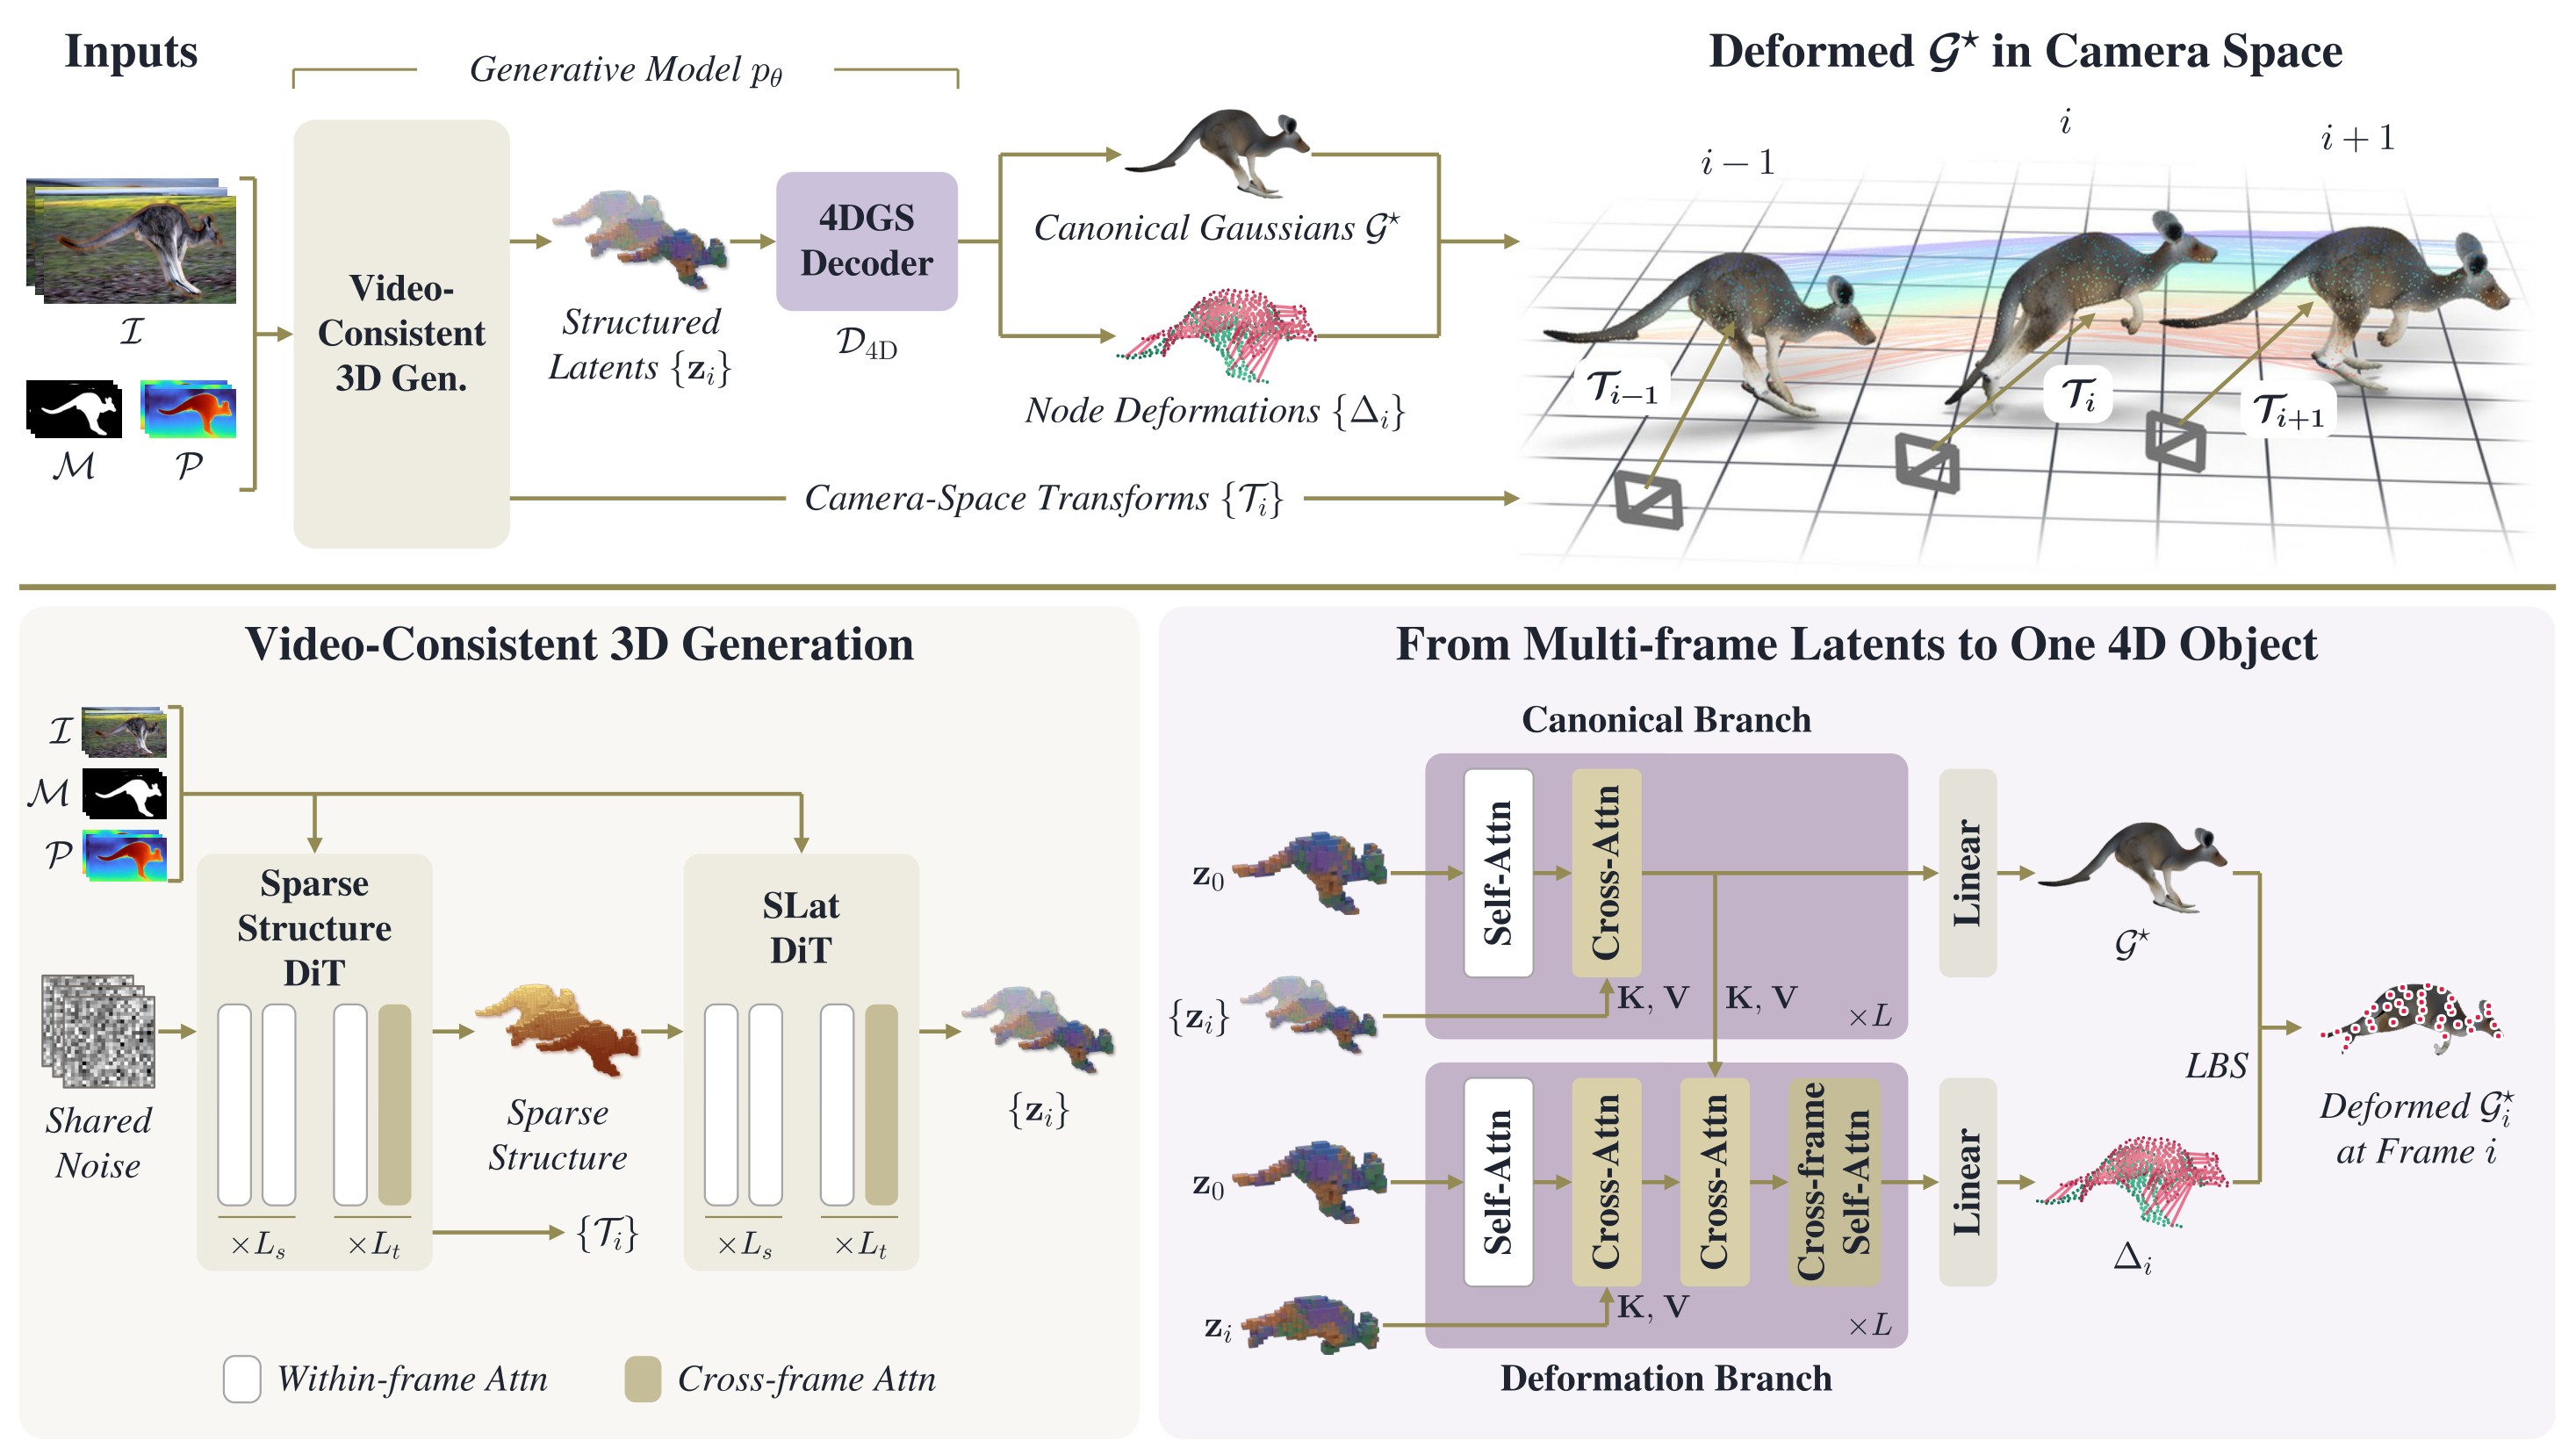 Inputs
Generative Model pθ
Deformed 𝒢⋆ in Camera Space
ℐ
ℳ
𝒫
Video-
Consistent
3D Gen.
Structured
Latents {𝐳ᵢ}
4DGS
Decoder
𝒟₄D
Canonical Gaussians 𝒢⋆
Node Deformations {Δᵢ}
Camera-Space Transforms {𝒯ᵢ}
i − 1
i
i + 1
𝒯ᵢ₋₁
𝒯ᵢ
𝒯ᵢ₊₁
Video-Consistent 3D Generation
ℐ
ℳ
𝒫
Shared
Noise
Sparse
Structure
DiT
×Lₛ
×Lₜ
Sparse
Structure
{𝒯ᵢ}
SLat
DiT
×Lₛ
×Lₜ
{𝐳ᵢ}
Within-frame Attn
Cross-frame Attn
From Multi-frame Latents to One 4D Object
Canonical Branch
𝐳₀
{𝐳ᵢ}
Self-Attn
Cross-Attn
K, V
K, V
×L
Linear
𝒢⋆
𝐳₀
𝐳ᵢ
Self-Attn
Cross-Attn
Cross-Attn
Cross-frame
Self-Attn
K, V
×L
Linear
Δᵢ
Deformation Branch
LBS
Deformed 𝒢ᵢ⋆
at Frame i